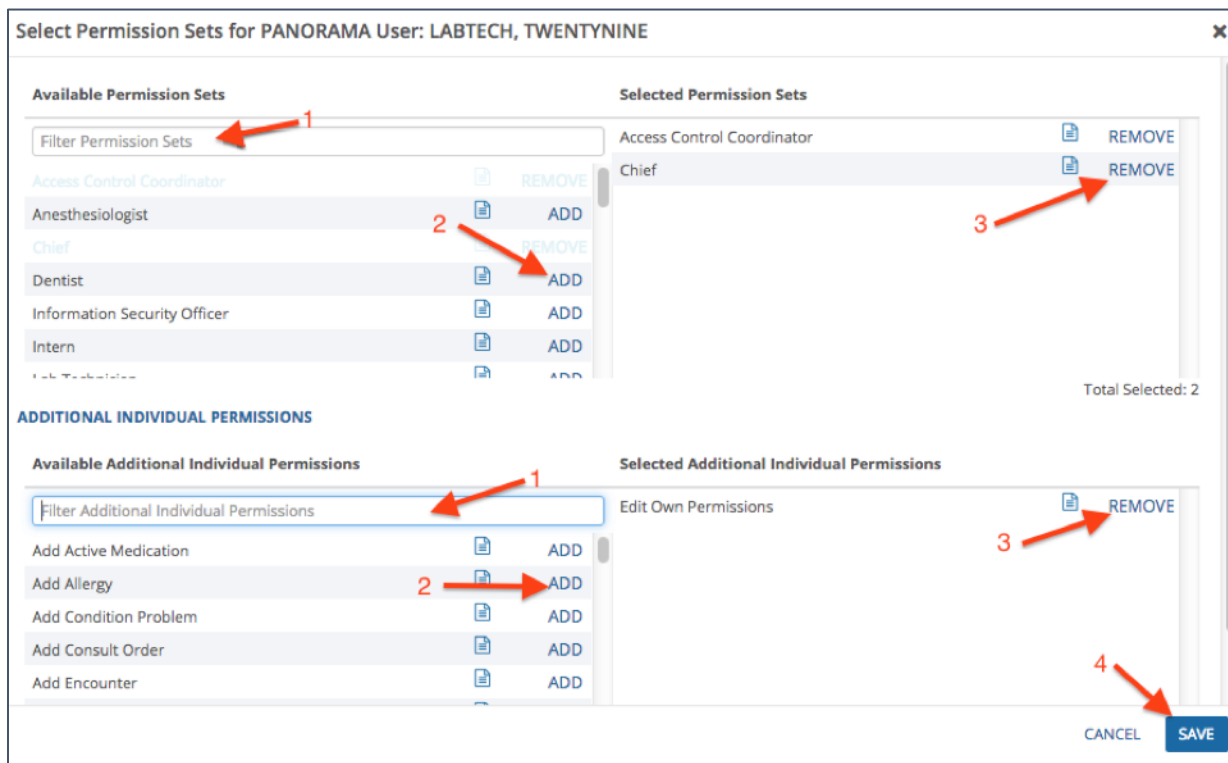 Select Permission Sets for PANORAMA User: LABTECH, TWENTYNINE ×
Available Permission Sets
Selected Permission Sets
1
Filter Permission Sets
Access Control Coordinator REMOVE
Anesthesiologist ADD
Chief REMOVE
2
Dentist ADD
Information Security Officer ADD
Intern ADD
Lab Technician ADD
Access Control Coordinator REMOVE
Chief REMOVE
3
Total Selected: 2
ADDITIONAL INDIVIDUAL PERMISSIONS
Available Additional Individual Permissions
Selected Additional Individual Permissions
1
Filter Additional Individual Permissions
Add Active Medication ADD
2
Add Allergy ADD
Add Condition Problem ADD
Add Consult Order ADD
Add Encounter ADD
Edit Own Permissions REMOVE
3
4
CANCEL SAVE